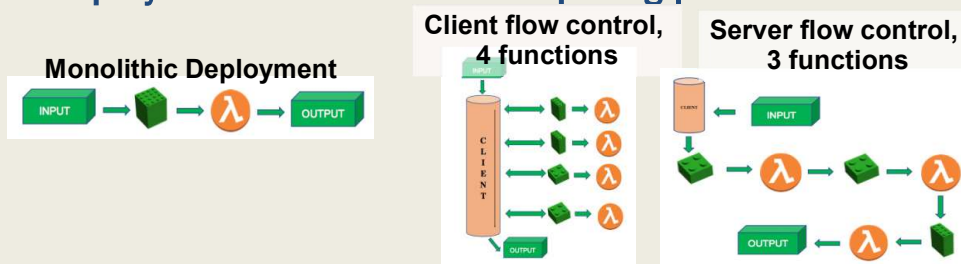 Client flow control,
4 functions
Server flow control,
3 functions
Monolithic Deployment
INPUT
λ
OUTPUT
INPUT
CLIENT
λ
λ
λ
λ
OUTPUT
CLIENT
INPUT
λ
λ
OUTPUT
λ